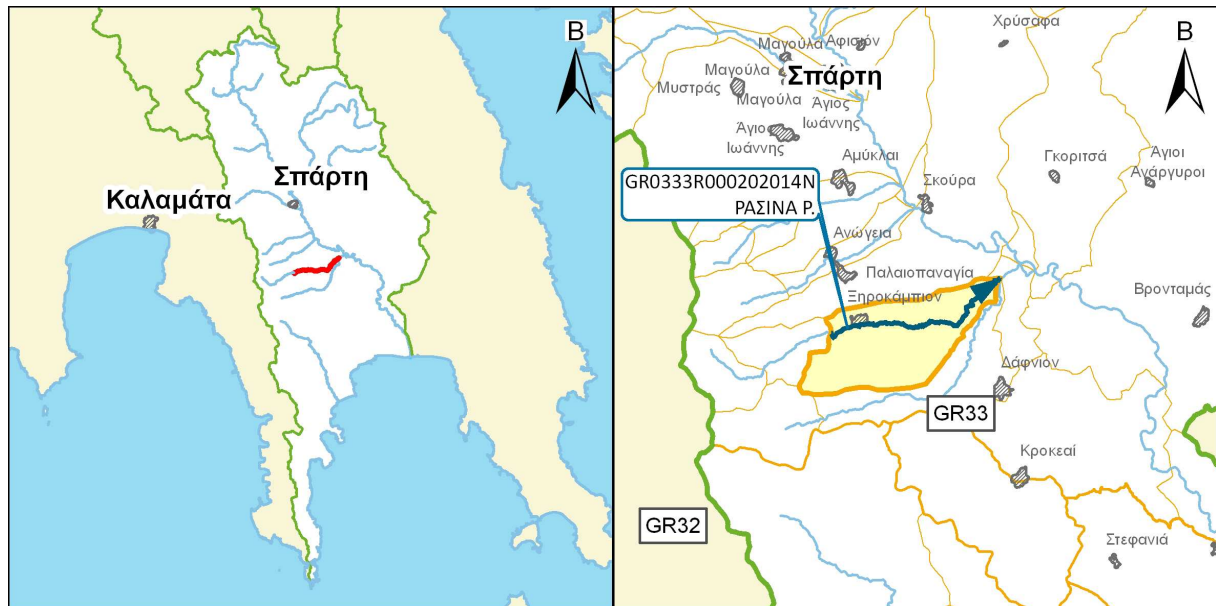 Β
Σπάρτη
Καλαμάτα
Β
Χρύσαφα
Μαγούλα
Αφισιόν
Σπάρτη
Μαγούλα
Μυστράς
Μαγούλα
Άγιος
Ιωάννης
Άγιος
Ιωάννης
Αμύκλαι
Γκοριτσά
Άγιοι
Ανάργυροι
GR0333R000202014N
ΡΑΣΙΝΑ Ρ.
Σκούρα
Ανώγεια
Παλαιοπαναγία
Ξηροκάμπιον
Βρονταμάς
Δάφνιον
GR33
Κροκεαί
GR32
Στεφανιά